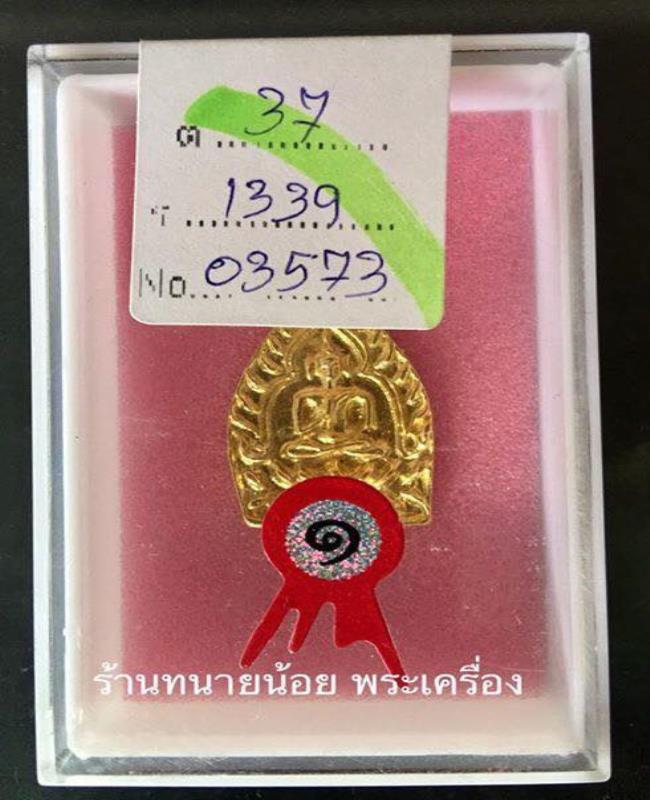 ต 37
ร 1339
No. 03573
๑
ร้านทนายน้อย พระเครื่อง